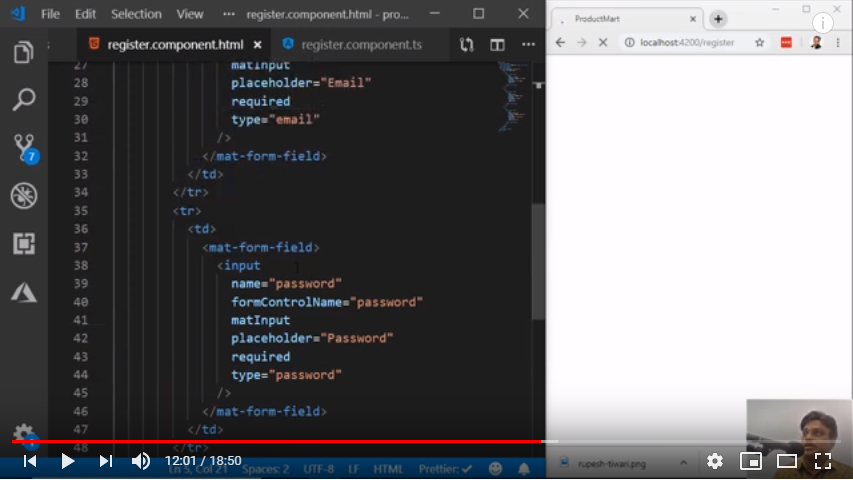 File Edit Selection View ··· register.component.html - pro...
register.component.html × register.component.ts ···
27 matInput
28 placeholder="Email"
29 required
30 type="email"
31 />
32 </mat-form-field>
33 </td>
34 </tr>
35 <tr>
36 <td>
37 <mat-form-field>
38 <input
39 name="password"
40 formControlName="password"
41 matInput
42 placeholder="Password"
43 required
44 type="password"
45 />
46 </mat-form-field>
47 </td>
48 </tr>
7
Ln 5, Col 21 Spaces: 2 UTF-8 LF HTML Prettier: ✓
12:01 / 18:50
ProductMart
localhost:4200/register
i
rupesh-tiwari.png